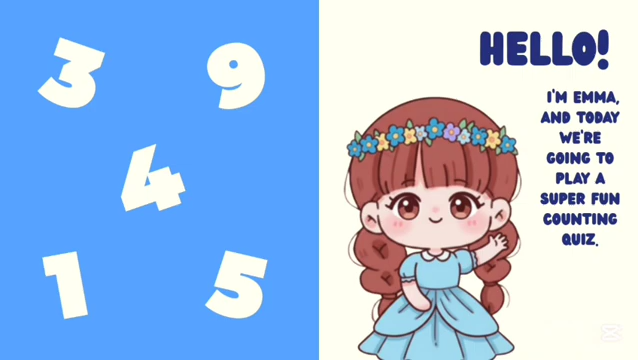 3 9
4
1 5
HELLO!
I'M EMMA,
AND TODAY
WE'RE
GOING TO
PLAY A
SUPER FUN
COUNTING
QUIZ.